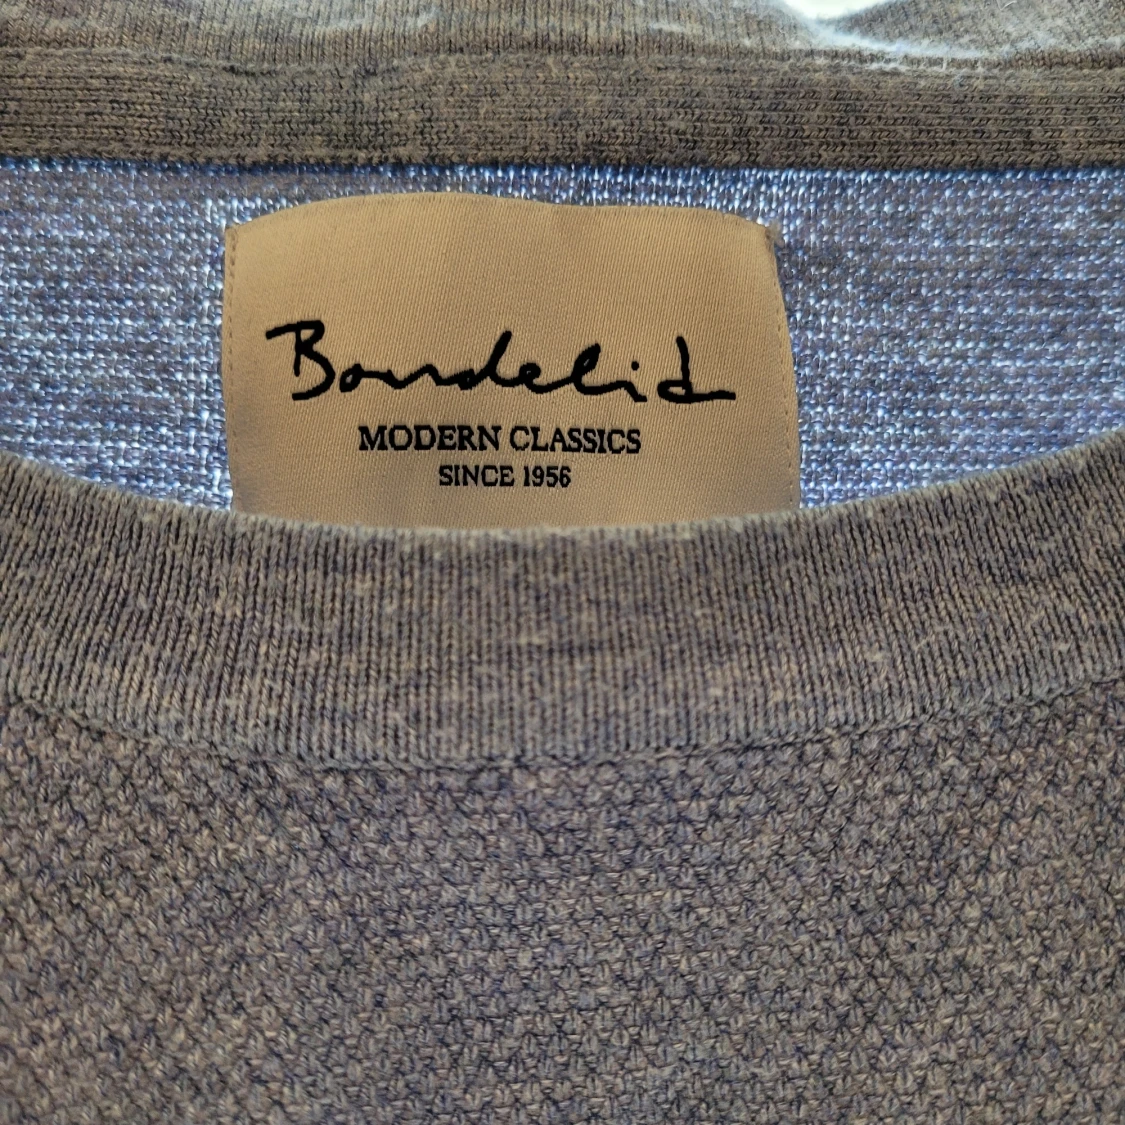 Bondelid
MODERN CLASSICS
SINCE 1956